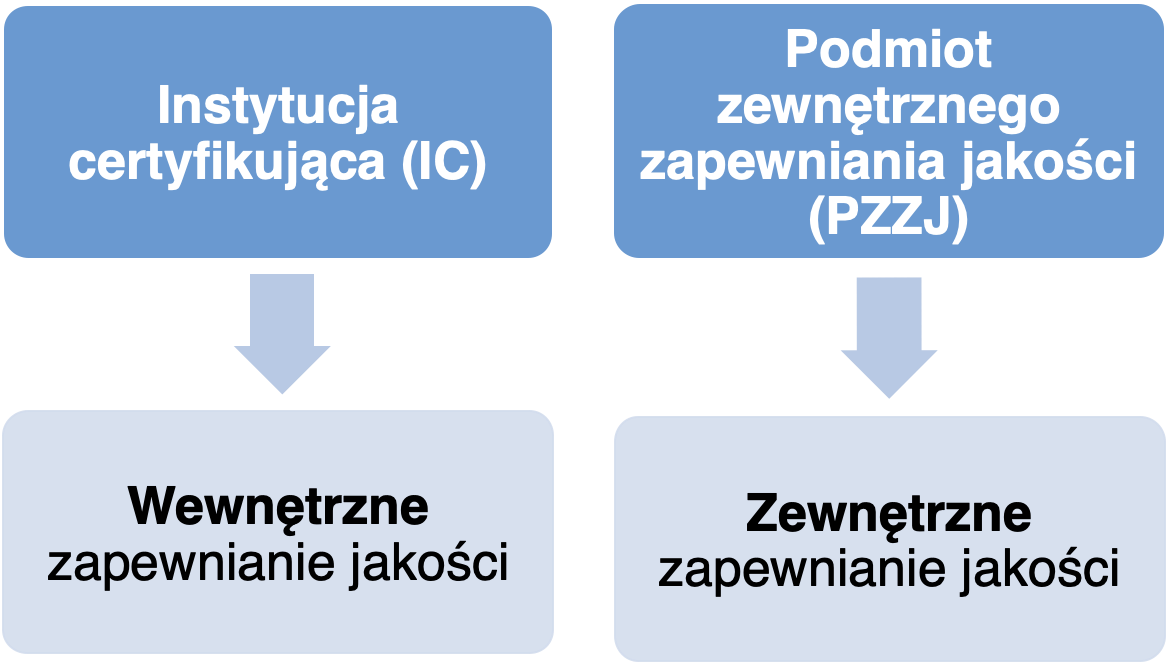 Instytucja
certyfikująca (IC)
Podmiot
zewnętrznego
zapewniania jakości
(PZZJ)
Wewnętrzne
zapewnianie jakości
Zewnętrzne
zapewnianie jakości